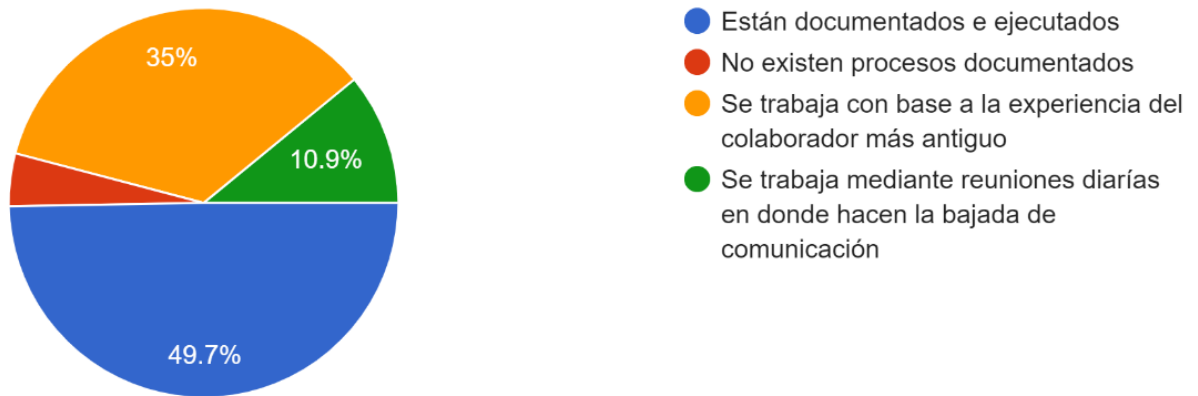 35%
10.9%
49.7%
Están documentados e ejecutados
No existen procesos documentados
Se trabaja con base a la experiencia del
colaborador más antiguo
Se trabaja mediante reuniones diarías
en donde hacen la bajada de
comunicación